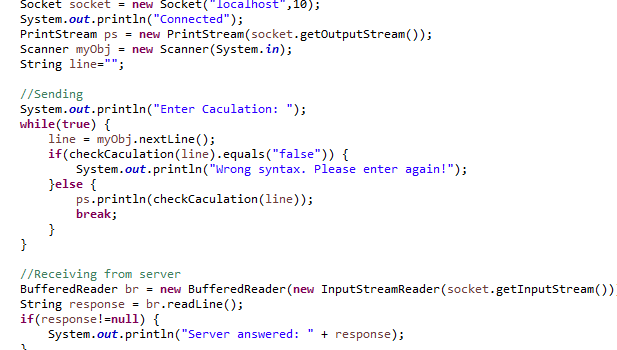 Socket socket = new Socket("localhost",10);
System.out.println("Connected");
PrintStream ps = new PrintStream(socket.getOutputStream());
Scanner myObj = new Scanner(System.in);
String line="";
//Sending
System.out.println("Enter Caculation: ");
while(true) {
line = myObj.nextLine();
if(checkCaculation(line).equals("false")) {
System.out.println("Wrong syntax. Please enter again!");
}else {
ps.println(checkCaculation(line));
break;
}
}
//Receiving from server
BufferedReader br = new BufferedReader(new InputStreamReader(socket.getInputStream())
String response = br.readLine();
if(response!=null) {
System.out.println("Server answered: " + response);
}